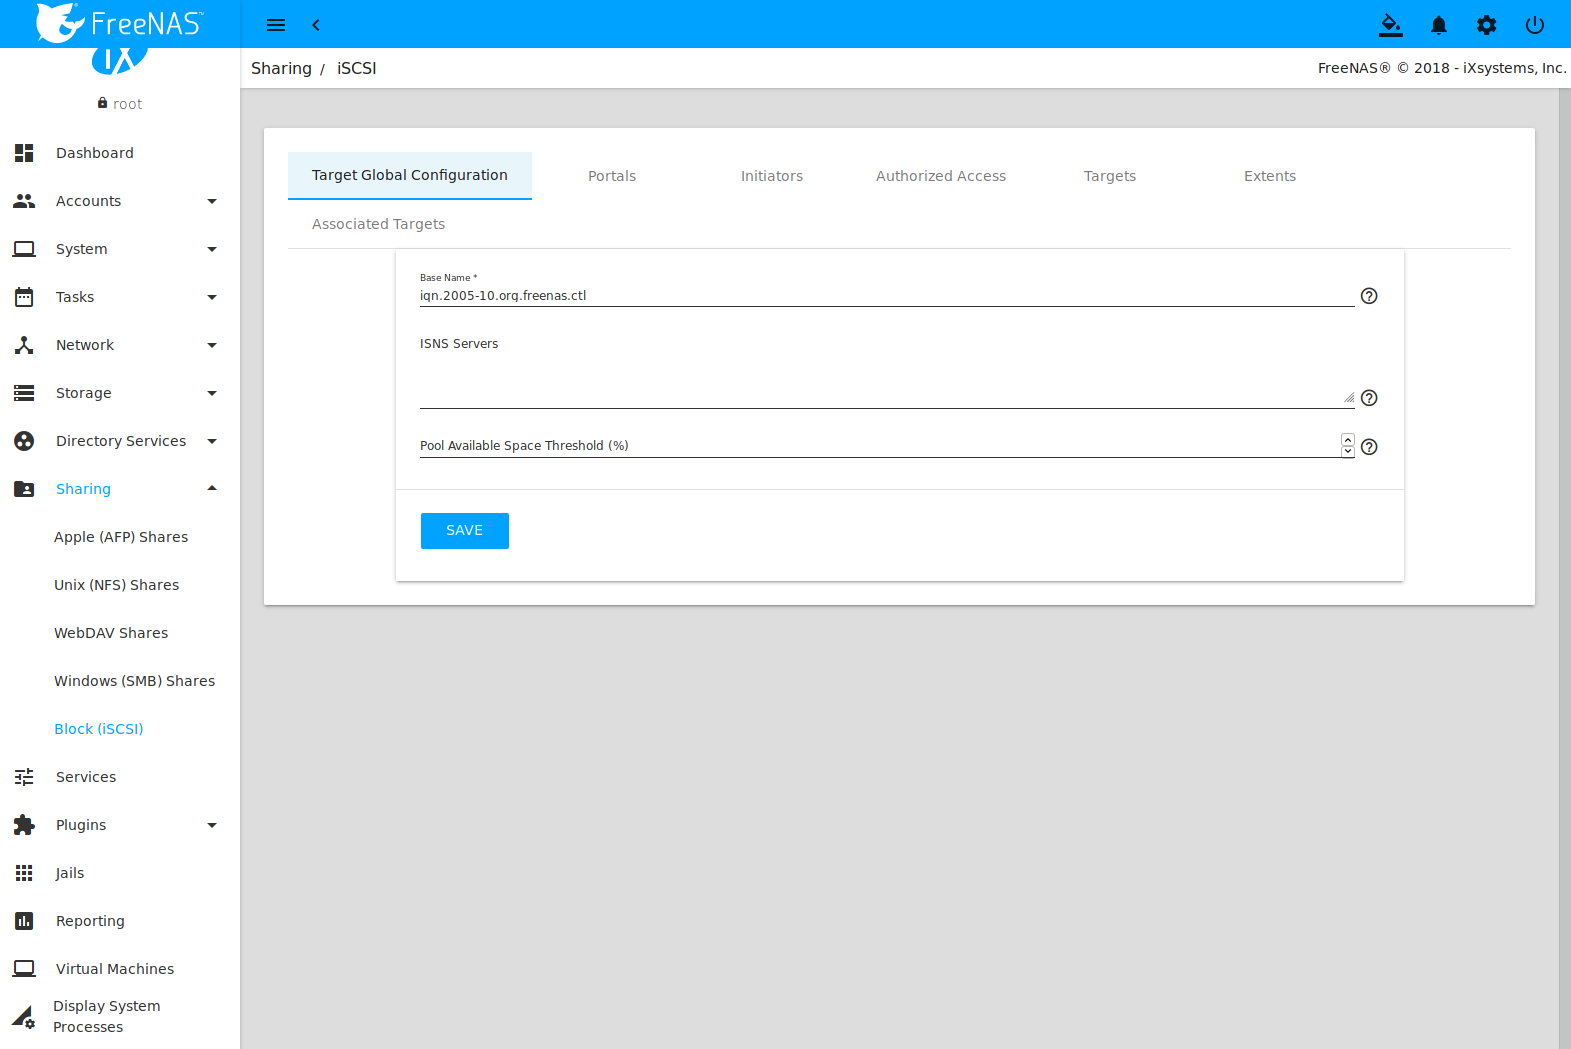 FreeNAS™
Sharing / iSCSI
FreeNAS® © 2018 - iXsystems, Inc.
iX
root
Dashboard
Accounts
System
Tasks
Network
Storage
Directory Services
Sharing
Apple (AFP) Shares
Unix (NFS) Shares
WebDAV Shares
Windows (SMB) Shares
Block (iSCSI)
Services
Plugins
Jails
Reporting
Virtual Machines
Display System
Processes
Target Global Configuration
Portals
Initiators
Authorized Access
Targets
Extents
Associated Targets
Base Name *
iqn.2005-10.org.freenas.ctl
ISNS Servers
Pool Available Space Threshold (%)
SAVE